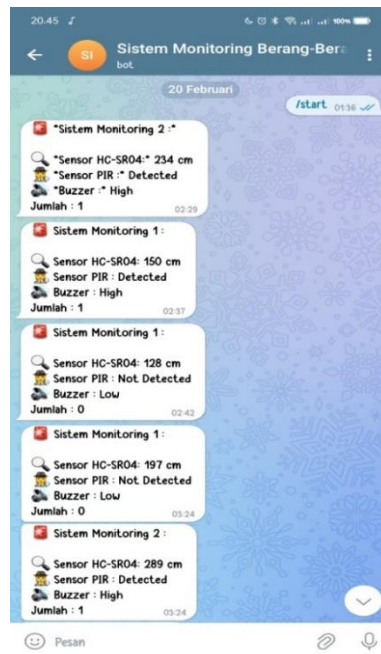 20.45
100%
SI
Sistem Monitoring Berang-Bera
bot
20 Februari
/start 01:36
*Sistem Monitoring 2 :*
*Sensor HC-SR04:* 234 cm
*Sensor PIR :* Detected
*Buzzer :* High
Jumlah : 1
02:29
Sistem Monitoring 1 :
Sensor HC-SR04: 150 cm
Sensor PIR : Detected
Buzzer : High
Jumlah : 1
02:37
Sistem Monitoring 1 :
Sensor HC-SR04: 128 cm
Sensor PIR : Not Detected
Buzzer : Low
Jumlah : 0
02:42
Sistem Monitoring 1 :
Sensor HC-SR04: 197 cm
Sensor PIR : Not Detected
Buzzer : Low
Jumlah : 0
03:24
Sistem Monitoring 2 :
Sensor HC-SR04: 289 cm
Sensor PIR : Detected
Buzzer : High
Jumlah : 1
03:24
Pesan